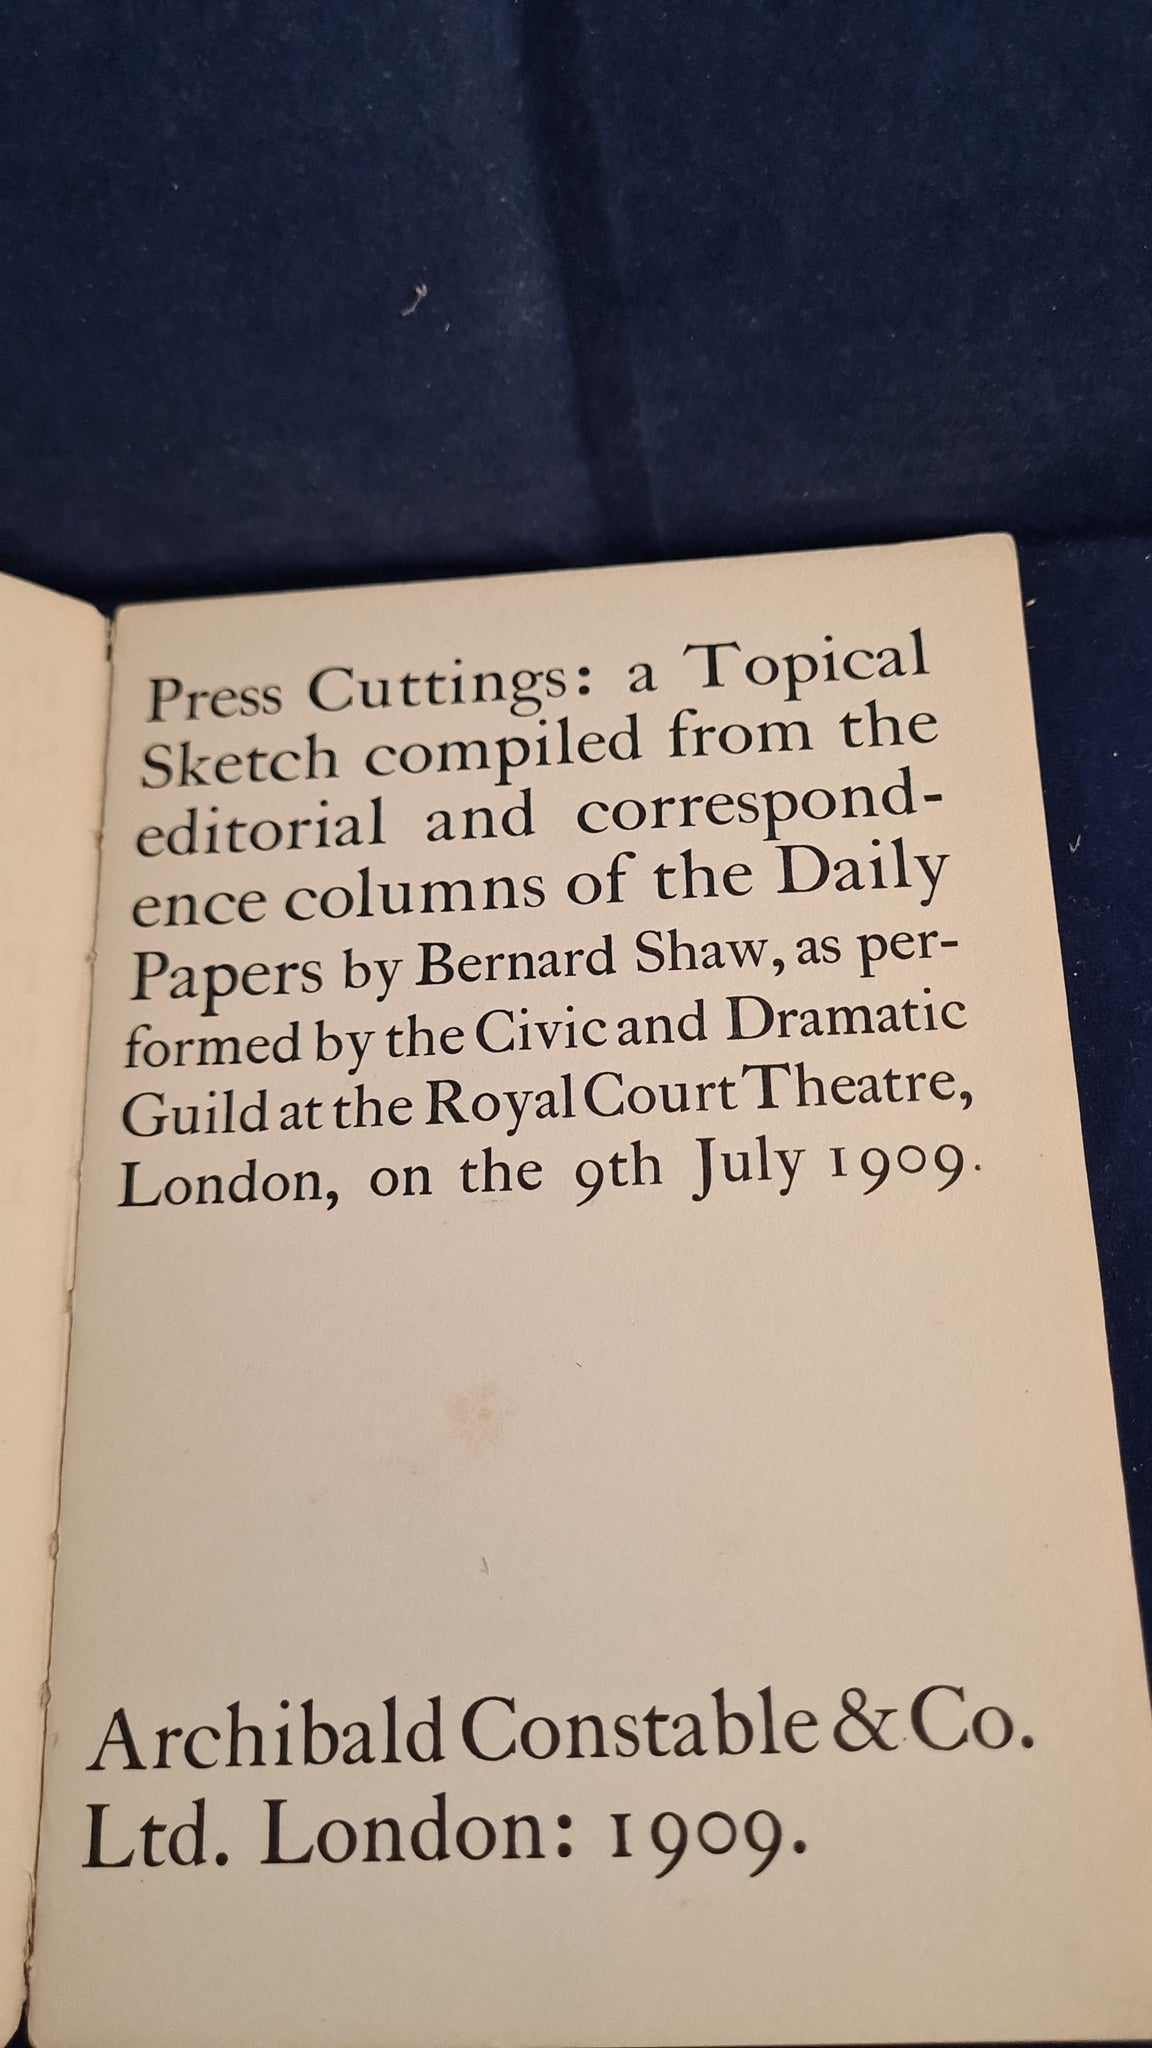 Press Cuttings: a Topical
Sketch compiled from the
editorial and correspond-
ence columns of the Daily
Papers by Bernard Shaw, as per-
formed by the Civic and Dramatic
Guild at the Royal Court Theatre,
London, on the 9th July 1909.
Archibald Constable & Co.
Ltd. London: 1909.